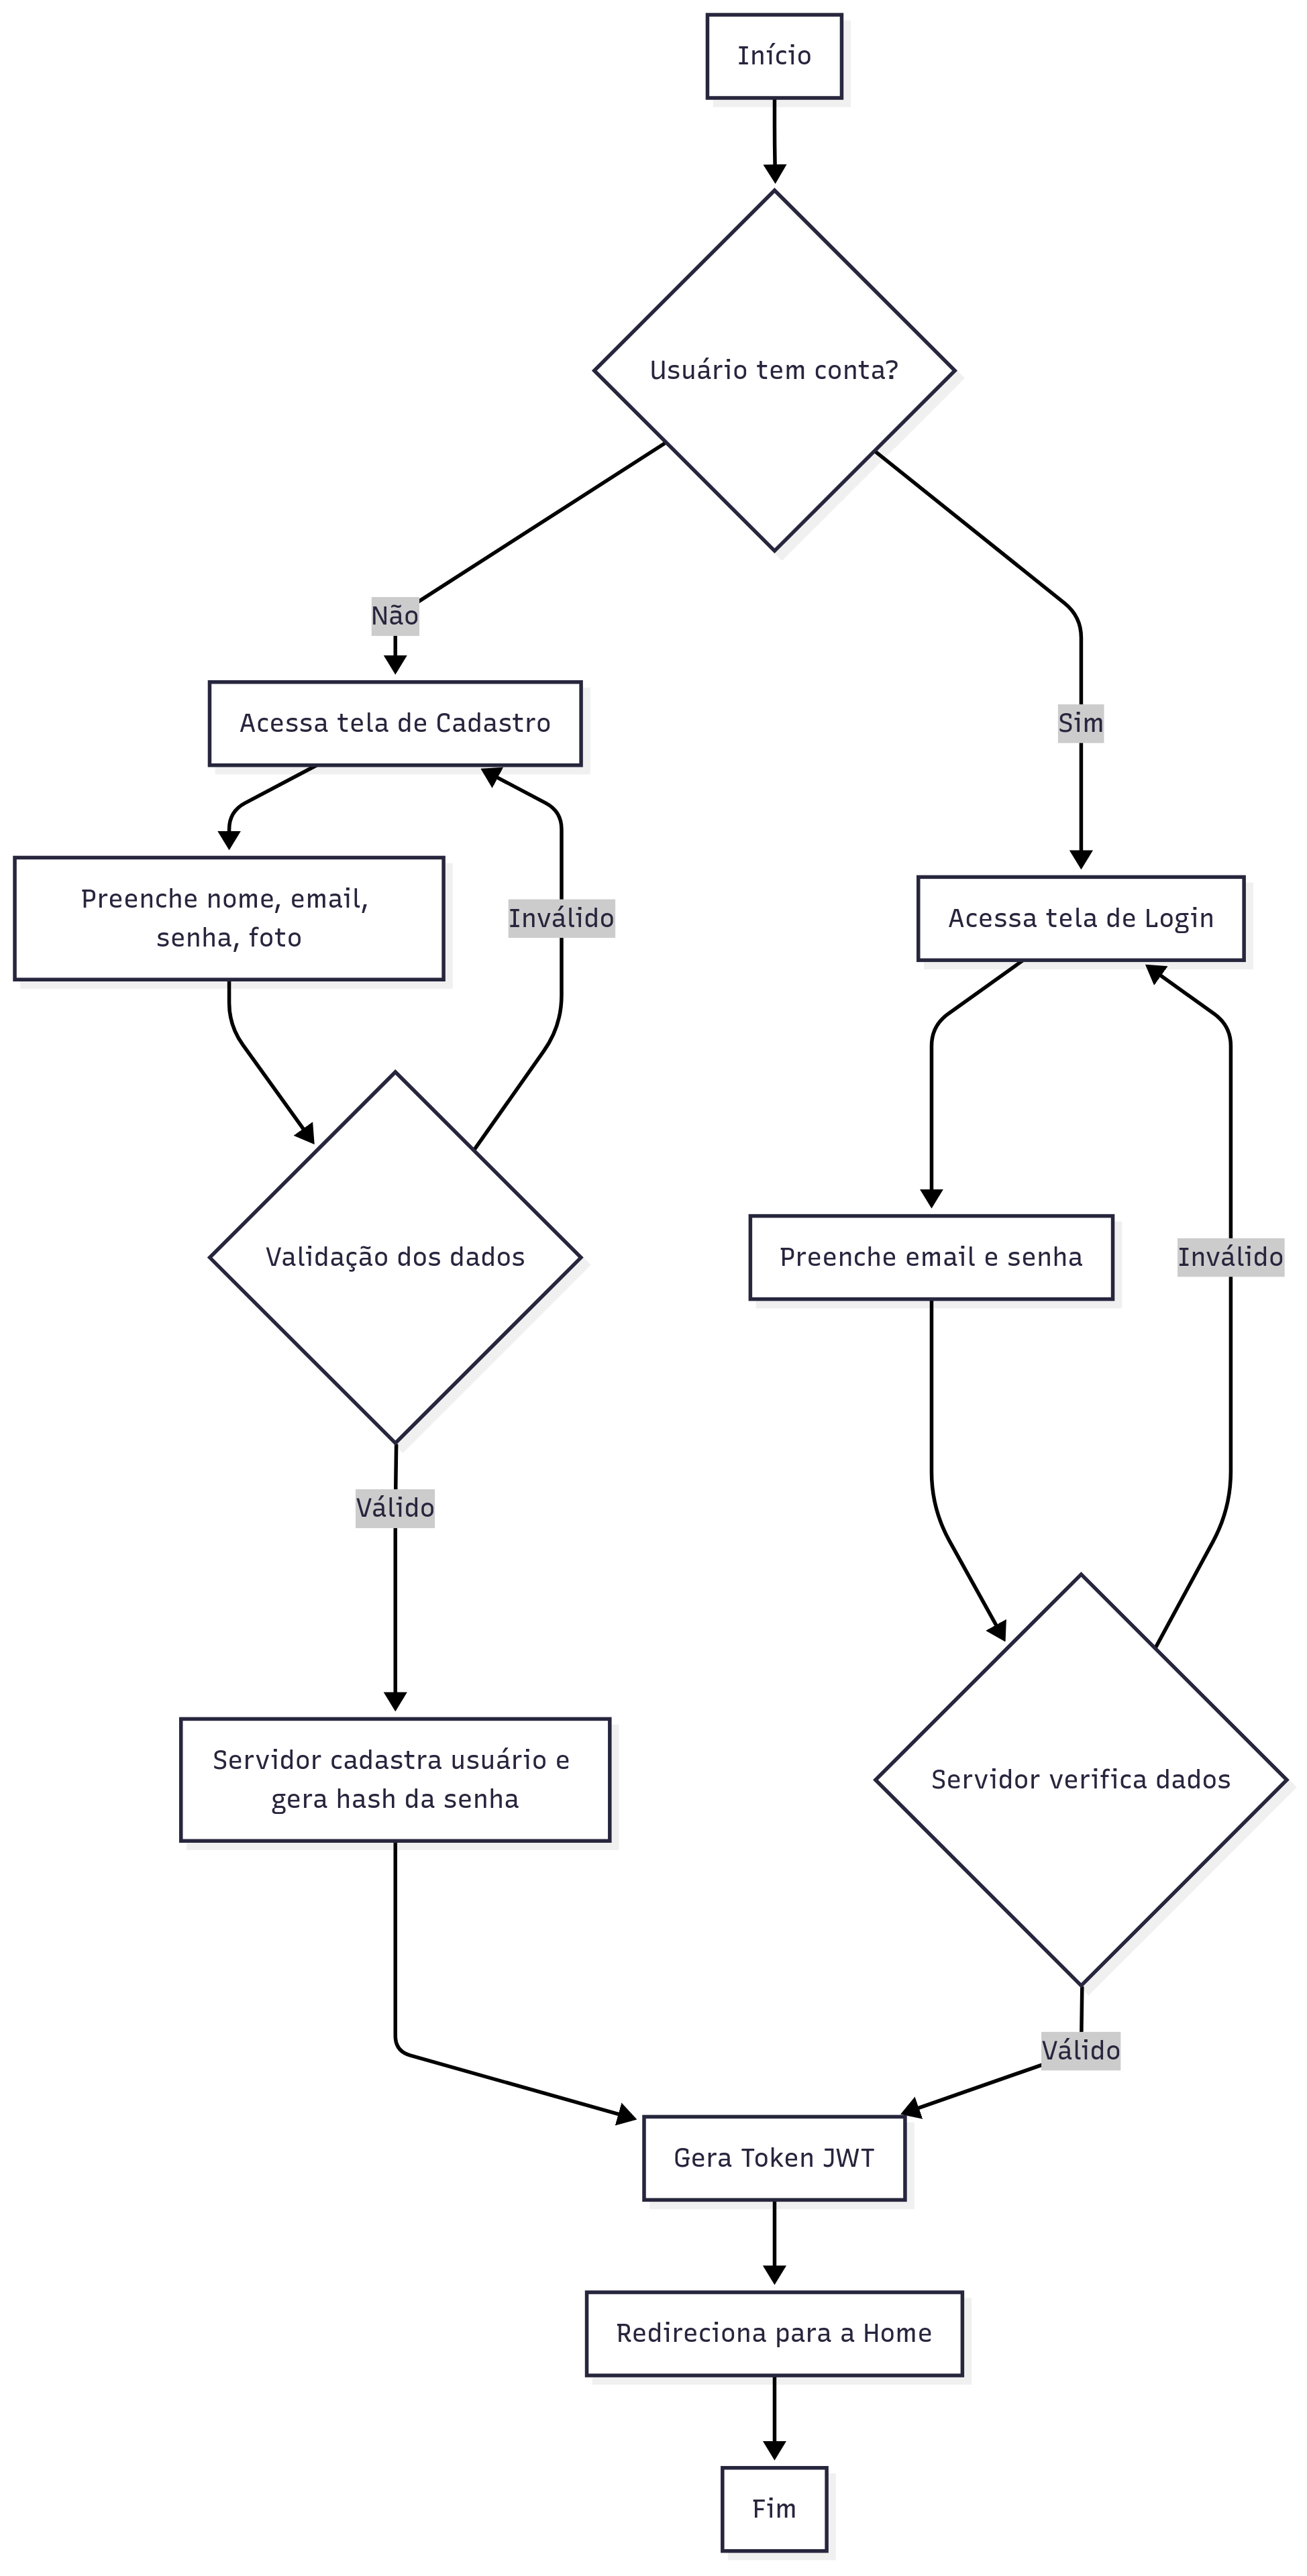 Início
Usuário tem conta?
Não
Acessa tela de Cadastro
Sim
Preenche nome, email,
senha, foto
Inválido
Acessa tela de Login
Validação dos dados
Preenche email e senha
Inválido
Válido
Servidor cadastra usuário e
gera hash da senha
Servidor verifica dados
Válido
Gera Token JWT
Redireciona para a Home
Fim